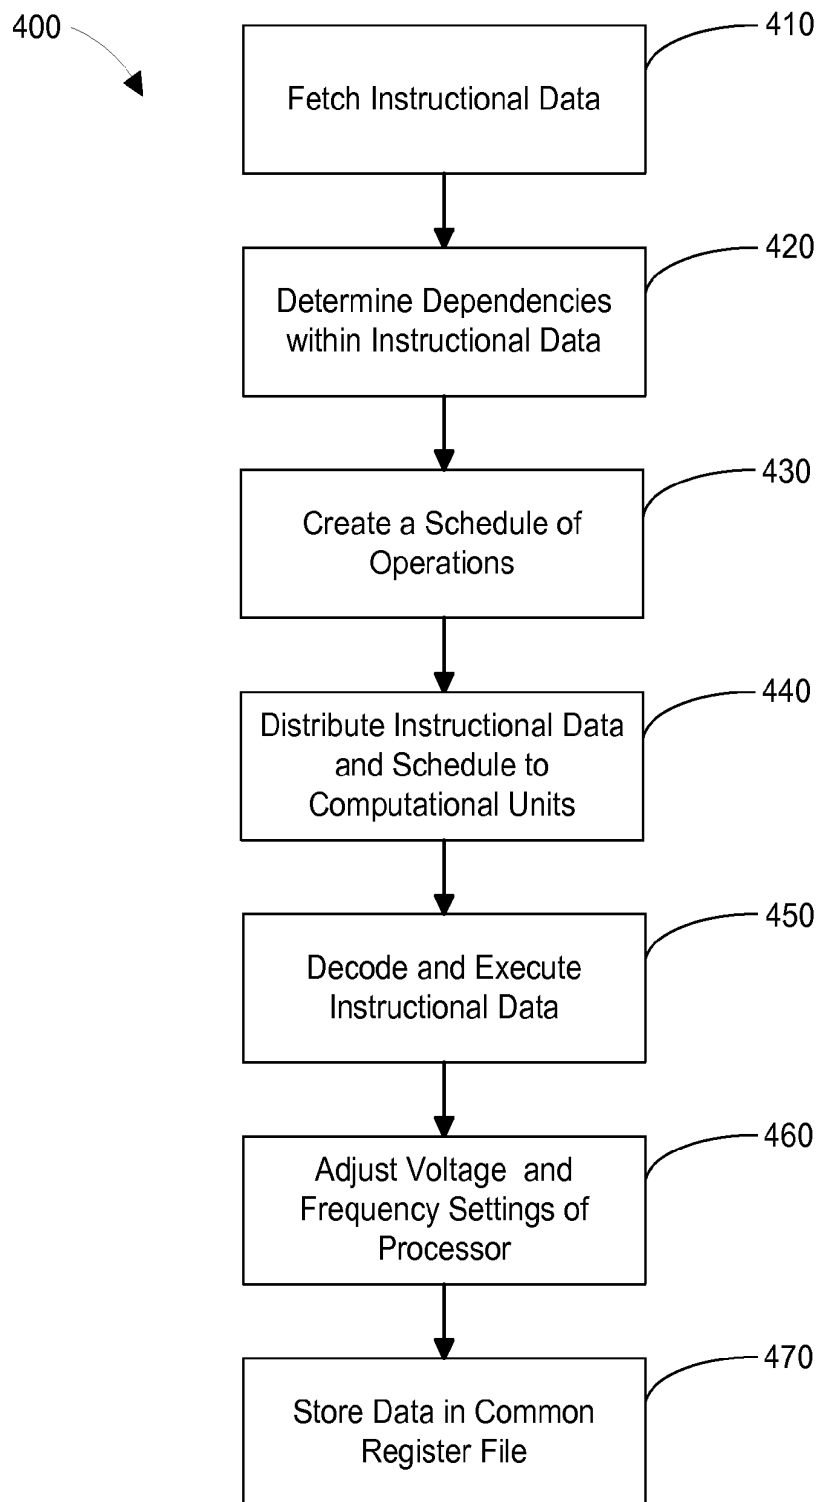 400
410
Fetch Instructional Data
420
Determine Dependencies
within Instructional Data
430
Create a Schedule of
Operations
440
Distribute Instructional Data
and Schedule to
Computational Units
450
Decode and Execute
Instructional Data
460
Adjust Voltage and
Frequency Settings of
Processor
470
Store Data in Common
Register File